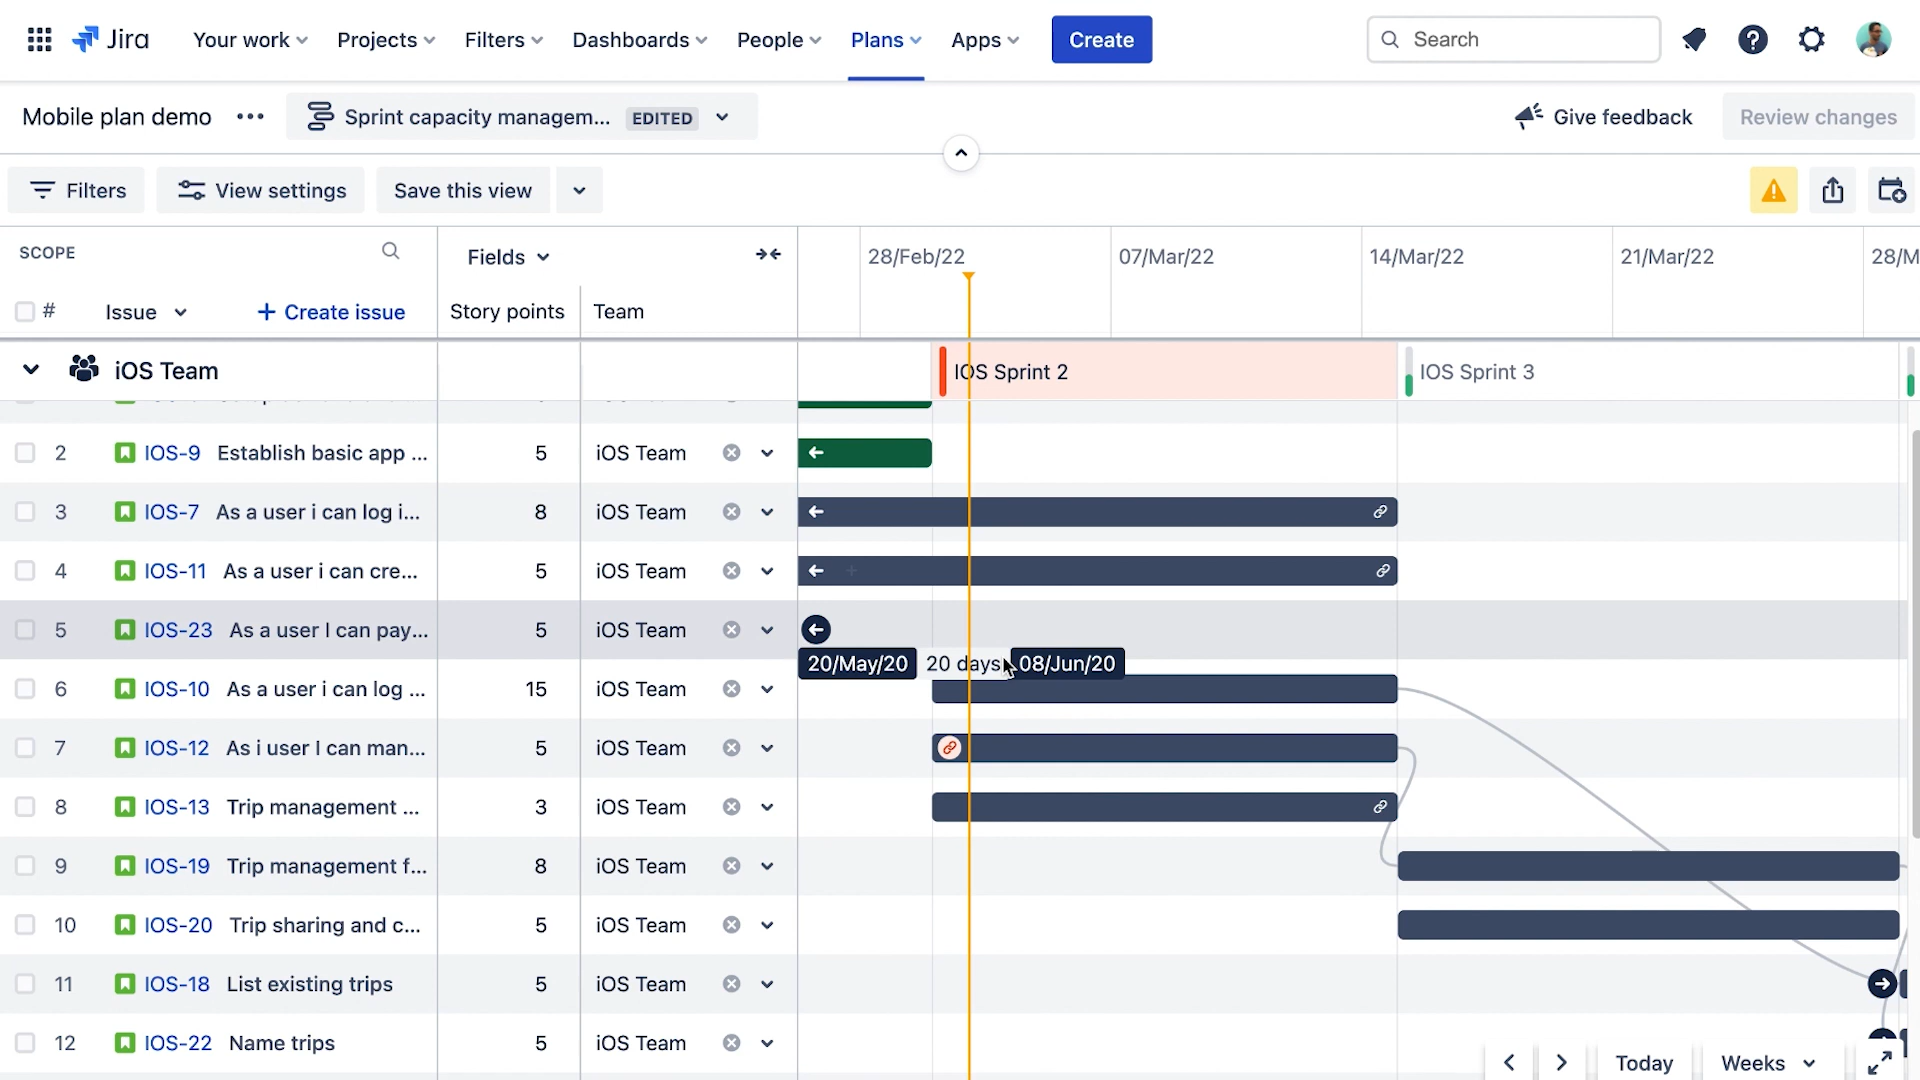 Jira Your work Projects Filters Dashboards People Plans Apps Create Search
Mobile plan demo ••• Sprint capacity managem... EDITED Give feedback Review changes
Filters View settings Save this view
SCOPE Fields 28/Feb/22 07/Mar/22 14/Mar/22 21/Mar/22 28/M
# Issue + Create issue Story points Team
iOS Team IOS Sprint 2 IOS Sprint 3
2 IOS-9 Establish basic app ... 5 iOS Team
3 IOS-7 As a user i can log i... 8 iOS Team
4 IOS-11 As a user i can cre... 5 iOS Team
5 IOS-23 As a user I can pay... 5 iOS Team
20/May/20 20 days 08/Jun/20
6 IOS-10 As a user i can log ... 15 iOS Team
7 IOS-12 As i user I can man... 5 iOS Team
8 IOS-13 Trip management ... 3 iOS Team
9 IOS-19 Trip management f... 8 iOS Team
10 IOS-20 Trip sharing and c... 5 iOS Team
11 IOS-18 List existing trips 5 iOS Team
12 IOS-22 Name trips 5 iOS Team
Today Weeks